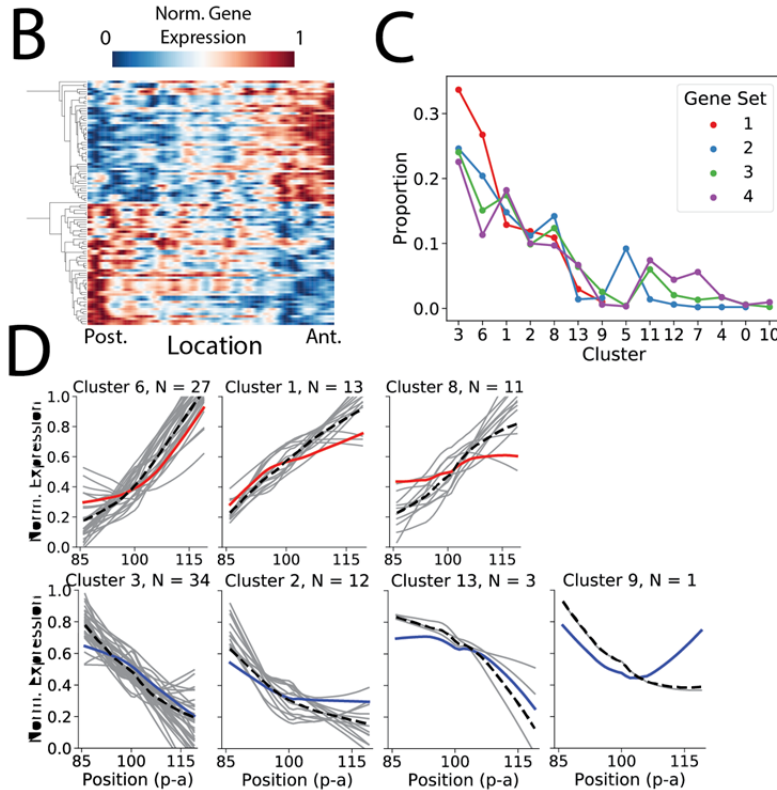 B
Norm. Gene
Expression
0 1
Post. Ant.
Location
C
Proportion
0.3
0.2
0.1
0.0
Gene Set
1
2
3
4
3 6 1 2 8 13 9 5 11 12 7 4 0 10
Cluster
D
Cluster 6, N = 27
Cluster 1, N = 13
Cluster 8, N = 11
Norm. Expression
1.0
0.8
0.6
0.4
0.2
0.0
85 100 115
85 100 115
85 100 115
Cluster 3, N = 34
Cluster 2, N = 12
Cluster 13, N = 3
Cluster 9, N = 1
Norm. Expression
1.0
0.8
0.6
0.4
0.2
0.0
85 100 115
85 100 115
85 100 115
85 100 115
Position (p-a)
Position (p-a)
Position (p-a)
Position (p-a)